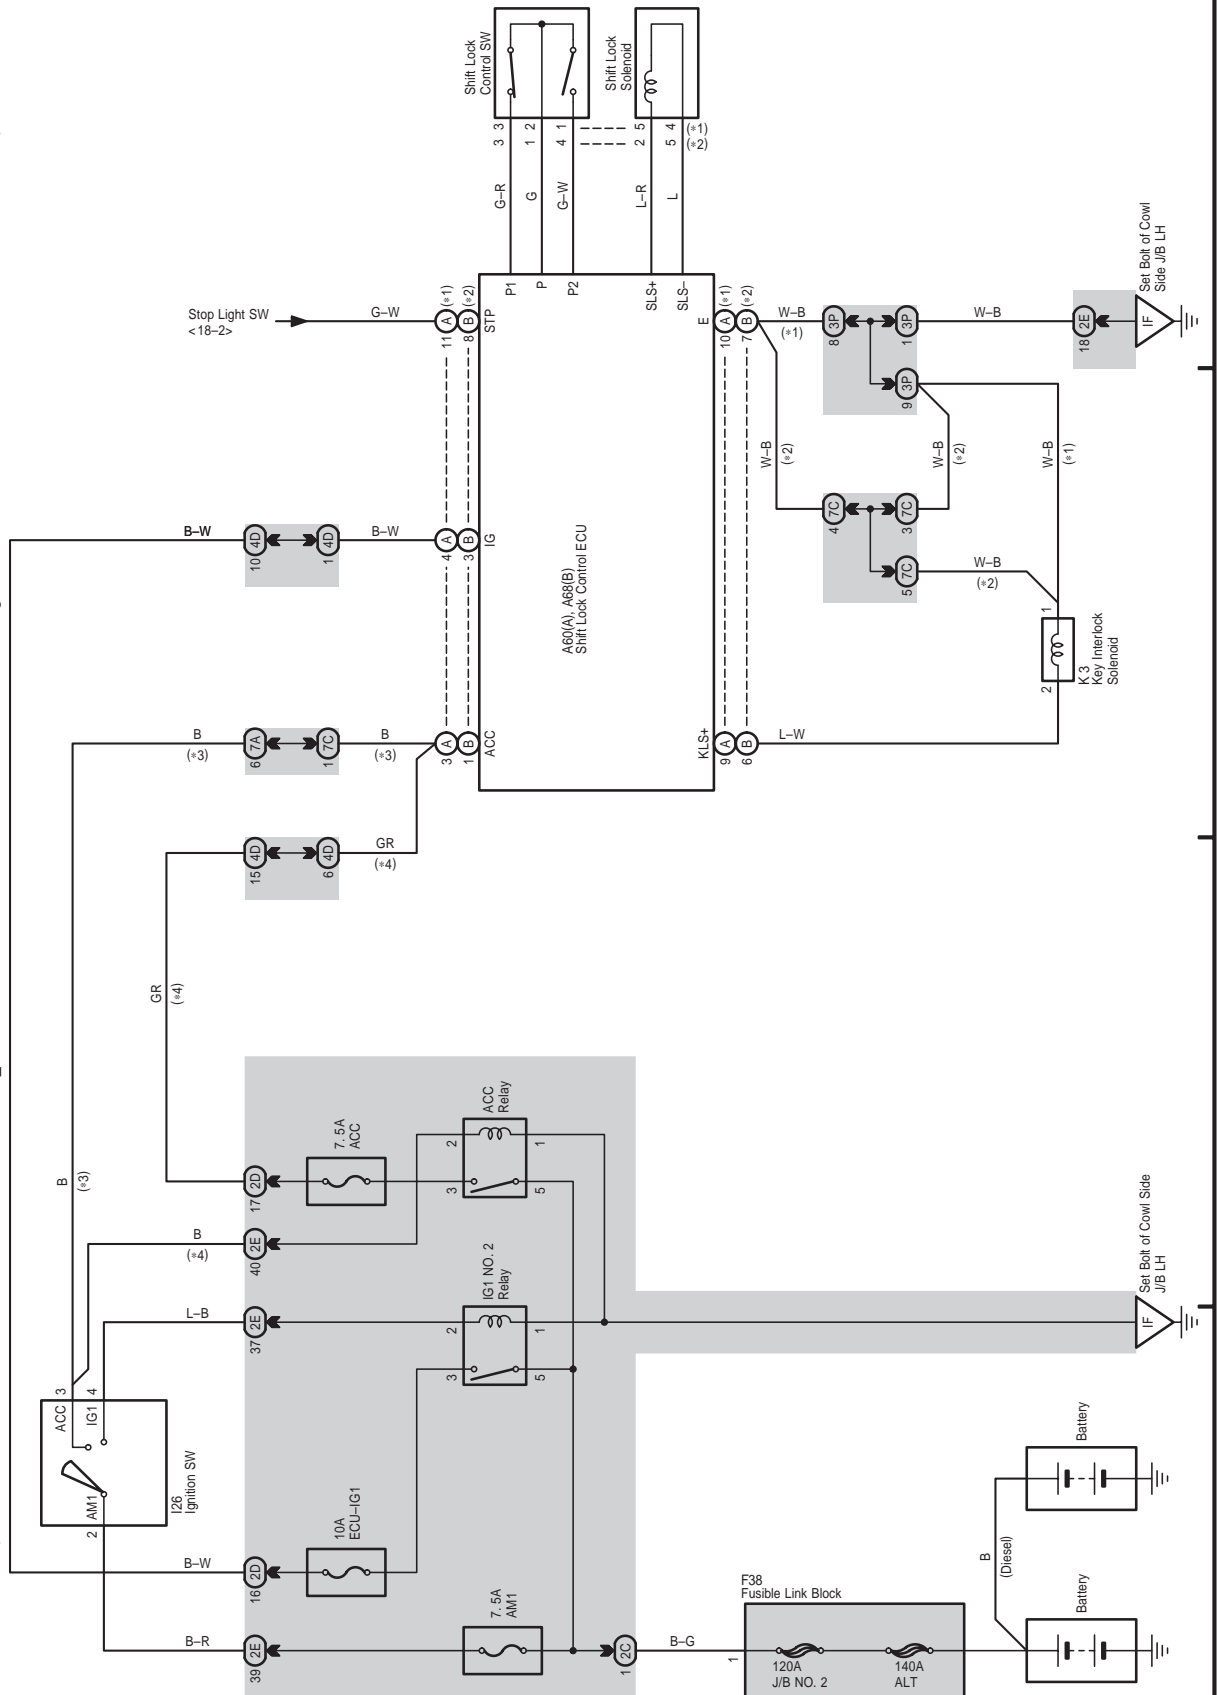 Shift Lock
Control SW
Shift Lock
Solenoid
3 3
1 2
4 1
2 5
5 4
(*1)
(*2)
G–R
G
G–W
L–R
L
P1
P
P2
SLS+
SLS–
Stop Light SW
<18–2>
G–W
11 A (*1)
8 B (*2)
STP
E
10 A (*1)
7 B (*2)
W–B
(*1)
8 3P
1 3P
9 3P
W–B
18 2E
IF
Set Bolt of Cowl
Side J/B LH
W–B
(*2)
W–B
(*2)
W–B
(*1)
4 7C
3 7C
5 7C
W–B
(*2)
B–W
10 4D
1 4D
B–W
4 A
3 B
IG
A60(A), A68(B)
Shift Lock Control ECU
1
2
K 3
Key Interlock
Solenoid
B
(*3)
6 7A
1 7C
B
(*3)
3 A
1 B
ACC
KLS+
9 A
6 B
L–W
15 4D
6 4D
GR
(*4)
GR
(*4)
B
(*3)
17 2D
7. 5A
ACC
ACC
Relay
2
1
3
5
B
(*4)
40 2E
L–B
37 2E
IG1 NO. 2
Relay
2
1
3
5
IF
Set Bolt of Cowl Side
J/B LH
ACC 3
IG1 4
AM1
2
I26
Ignition SW
B–W
16 2D
10A
ECU–IG1
B–R
39 2E
7. 5A
AM1
1 2C
B–G
F38
Fusible Link Block
1
120A
J/B NO. 2
140A
ALT
B
(Diesel)
Battery
Battery